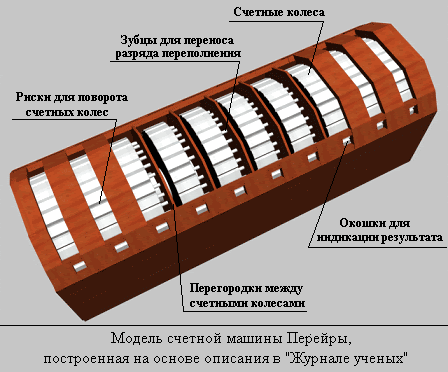 Счетные колеса
Зубцы для переноса
разряда переполнения
Риски для поворота
счетных колес
Окошки для
индикации результата
Перегородки между
счетными колесами
Модель счетной машины Перейры,
построенная на основе описания в "Журнале ученых"